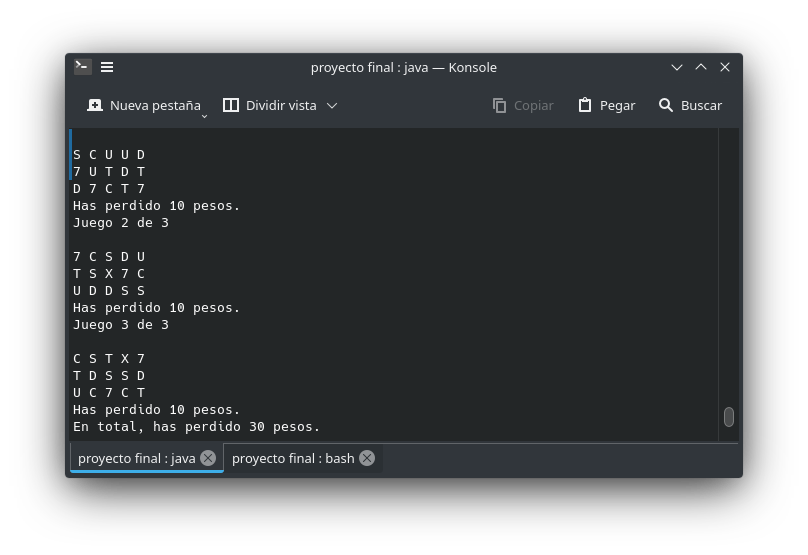 proyecto final : java — Konsole
Nueva pestaña Dividir vista Copiar Pegar Buscar
S C U U D
7 U T D T
D 7 C T 7
Has perdido 10 pesos.
Juego 2 de 3
7 C S D U
T S X 7 C
U D D S S
Has perdido 10 pesos.
Juego 3 de 3
C S T X 7
T D S S D
U C 7 C T
Has perdido 10 pesos.
En total, has perdido 30 pesos.
proyecto final : java proyecto final : bash